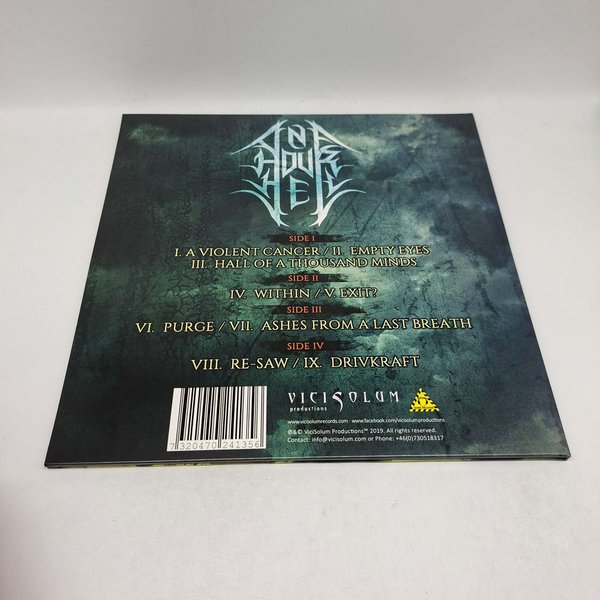 AN
HOUR
HEL
SIDE I
I. A VIOLENT CANCER / II. EMPTY EYES
III. HALL OF A THOUSAND MINDS
SIDE II
IV. WITHIN / V. EXIT?
SIDE III
VI. PURGE / VII. ASHES FROM A LAST BREATH
SIDE IV
VIII. RE-SAW / IX. DRIVKRAFT
VICISOLUM
productions
www.vicisolumrecords.com www.facebook.com/vicisolumproductions
℗&© ViciSolum Productions™ 2019. All rights reserved.
Contact: info@vicisolum.com or Phone: +46(0)730518317
7 320470 241356